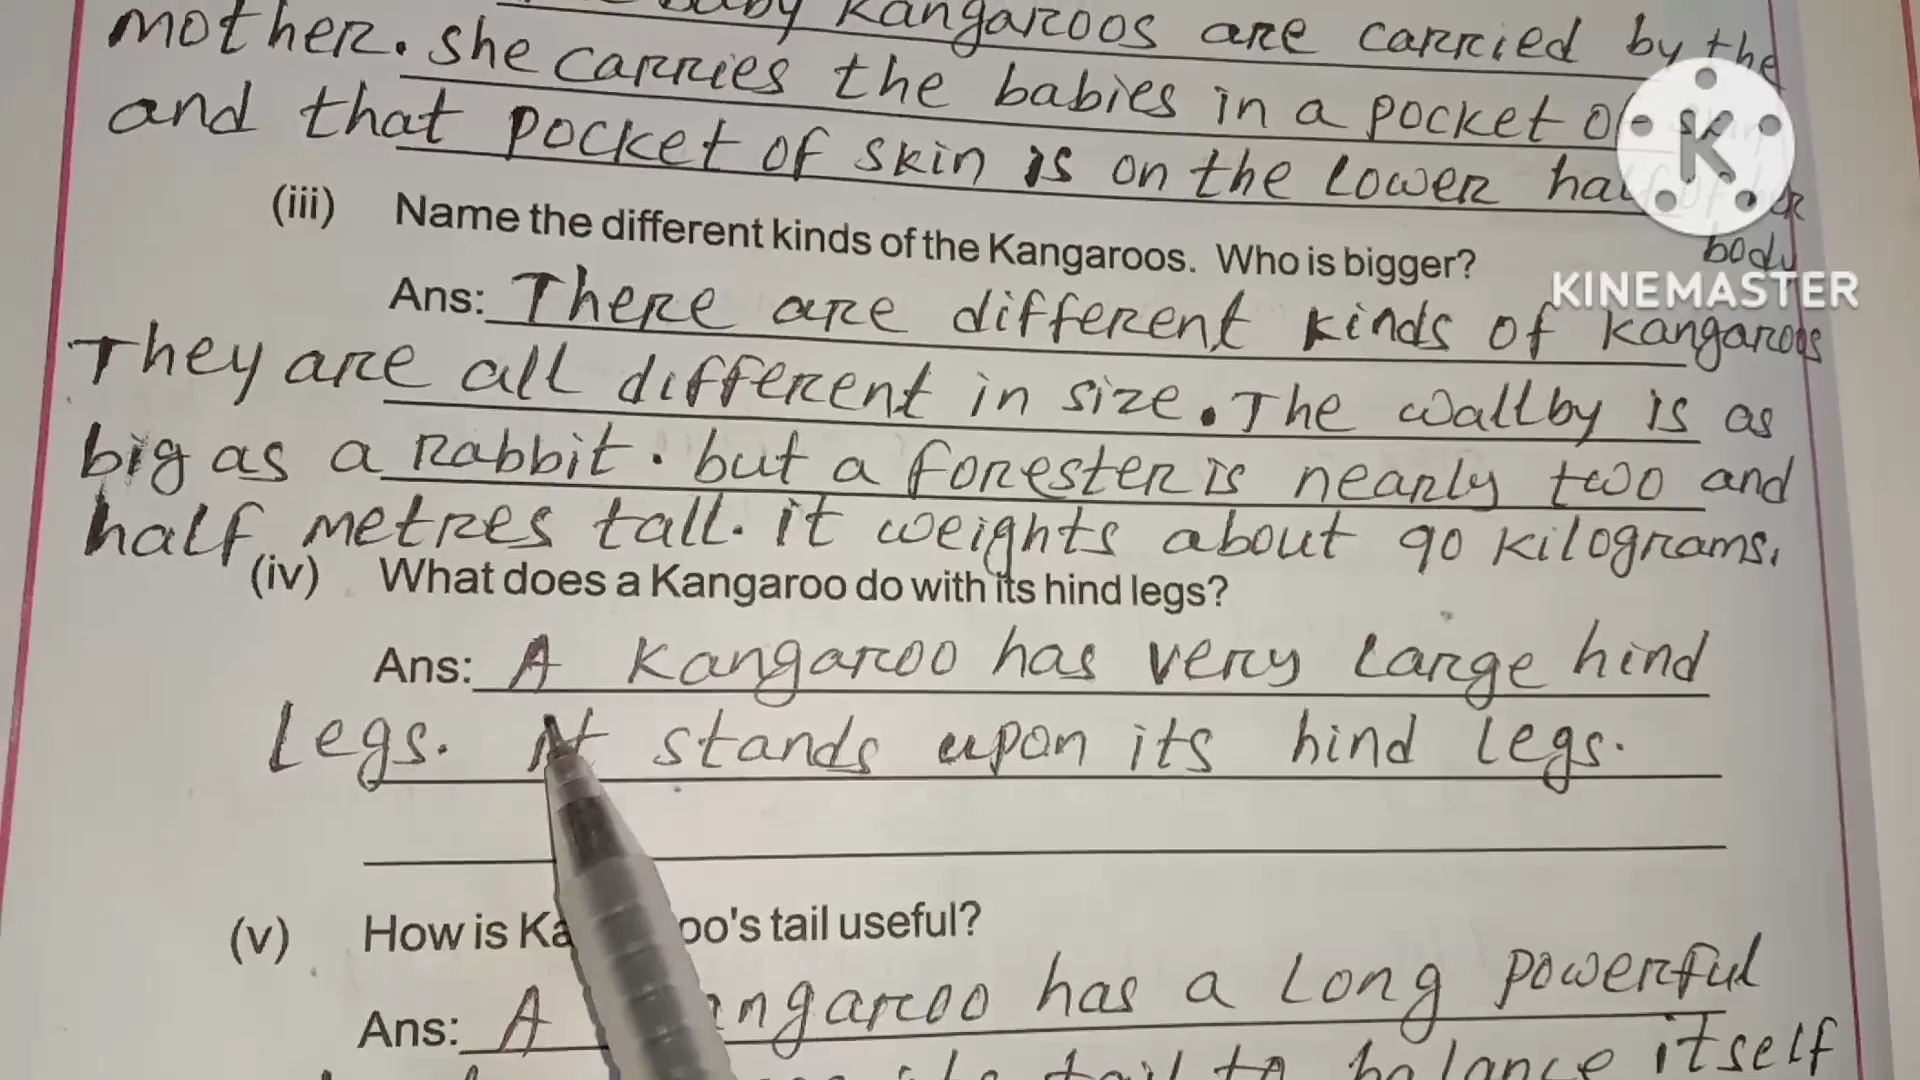 baby kangaroos are carried by the
mother. she carries the babies in a pocket of skin
and that pocket of skin is on the lower half of her
body
(iii) Name the different kinds of the Kangaroos. Who is bigger?
Ans: There are different kinds of kangaroos
They are all different in size. The wallby is as
big as a rabbit. but a forester is nearly two and
half metres tall. it weights about 90 kilograms.
(iv) What does a Kangaroo do with its hind legs?
Ans: A kangaroo has very large hind
legs. it stands upon its hind legs.
(v) How is Ka oo's tail useful?
Ans: A angaroo has a long powerful
tail to balance itself
K
KINEMASTER